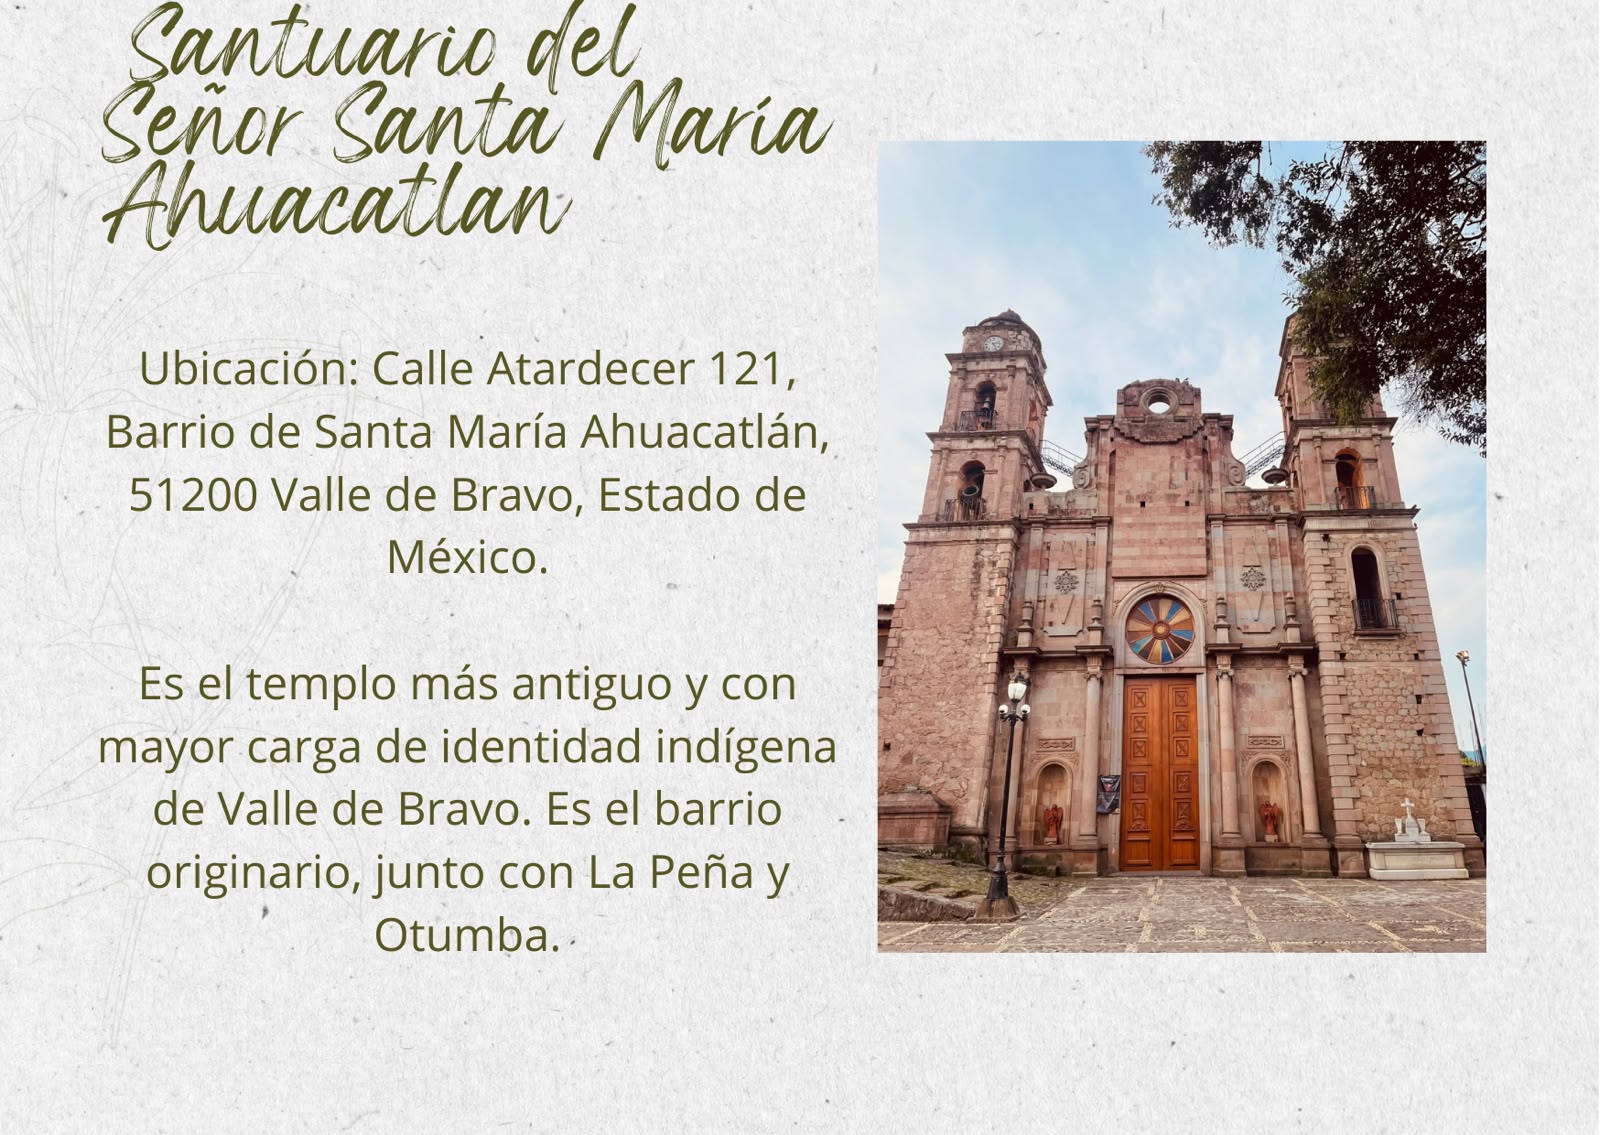 Santuario del
Señor Santa María
Ahuacatlan
Ubicación: Calle Atardecer 121,
Barrio de Santa María Ahuacatlán,
51200 Valle de Bravo, Estado de
México.
Es el templo más antiguo y con
mayor carga de identidad indígena
de Valle de Bravo. Es el barrio
originario, junto con La Peña y
Otumba.